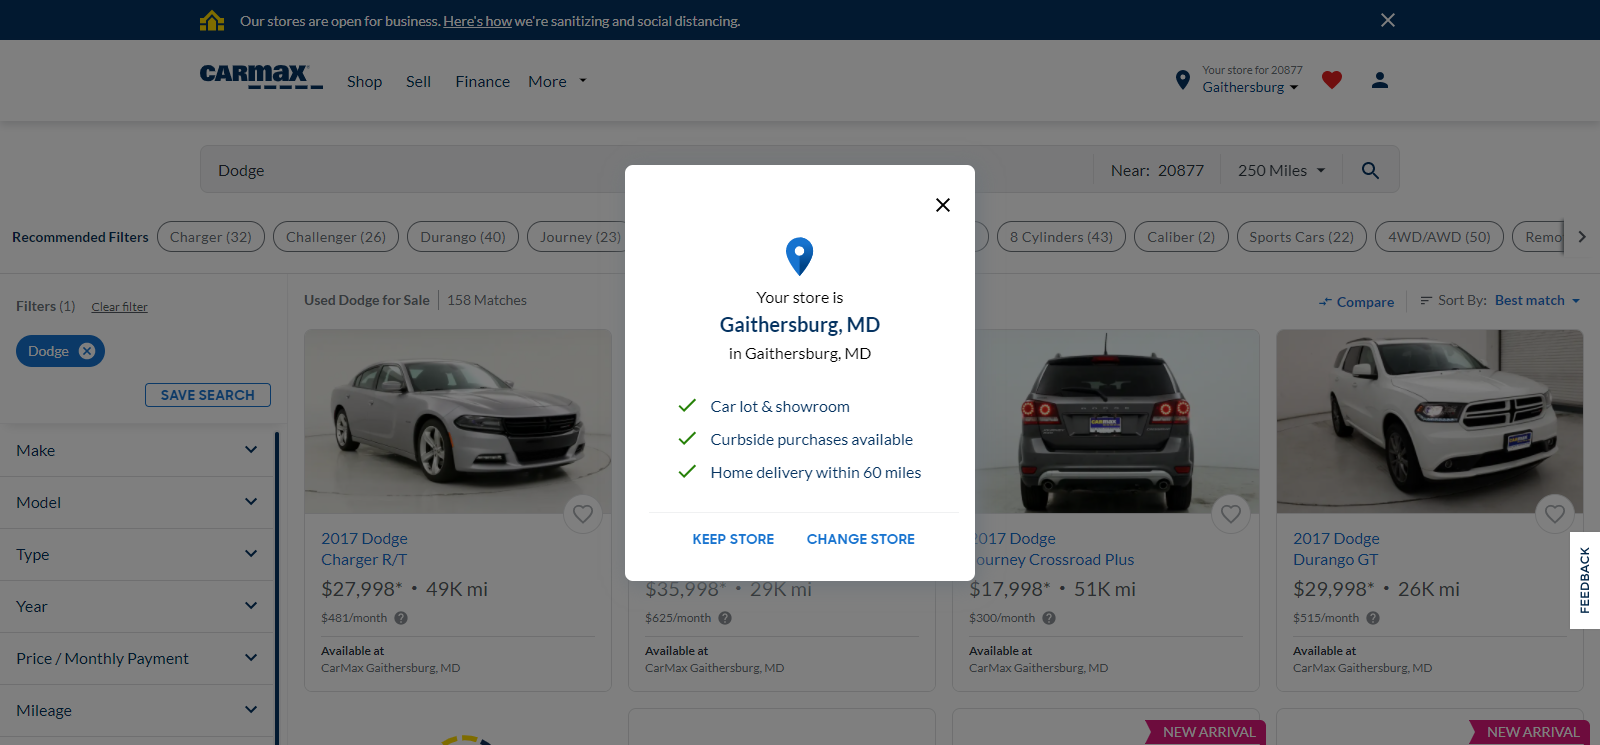 Our stores are open for business. Here's how we're sanitizing and social distancing.
CARMAX
Shop Sell Finance More
Your store for 20877
Gaithersburg
Dodge
Near: 20877
250 Miles
Recommended Filters
Charger (32)
Challenger (26)
Durango (40)
Journey (23)
8 Cylinders (43)
Caliber (2)
Sports Cars (22)
4WD/AWD (50)
Remo
Filters (1) Clear filter
Dodge
SAVE SEARCH
Make
Model
Type
Year
Price / Monthly Payment
Mileage
Used Dodge for Sale 158 Matches
Compare
Sort By: Best match
Your store is
Gaithersburg, MD
in Gaithersburg, MD
Car lot & showroom
Curbside purchases available
Home delivery within 60 miles
KEEP STORE CHANGE STORE
2017 Dodge
Charger R/T
$27,998* • 49K mi
$481/month
Available at
CarMax Gaithersburg, MD
$35,998* • 29K mi
$625/month
Available at
CarMax Gaithersburg, MD
DODGE
CARMAX
2017 Dodge
ourney Crossroad Plus
$17,998* • 51K mi
$300/month
Available at
CarMax Gaithersburg, MD
CARMAX
2017 Dodge
Durango GT
$29,998* • 26K mi
$515/month
Available at
CarMax Gaithersburg, MD
FEEDBACK
NEW ARRIVAL
NEW ARRIVAL